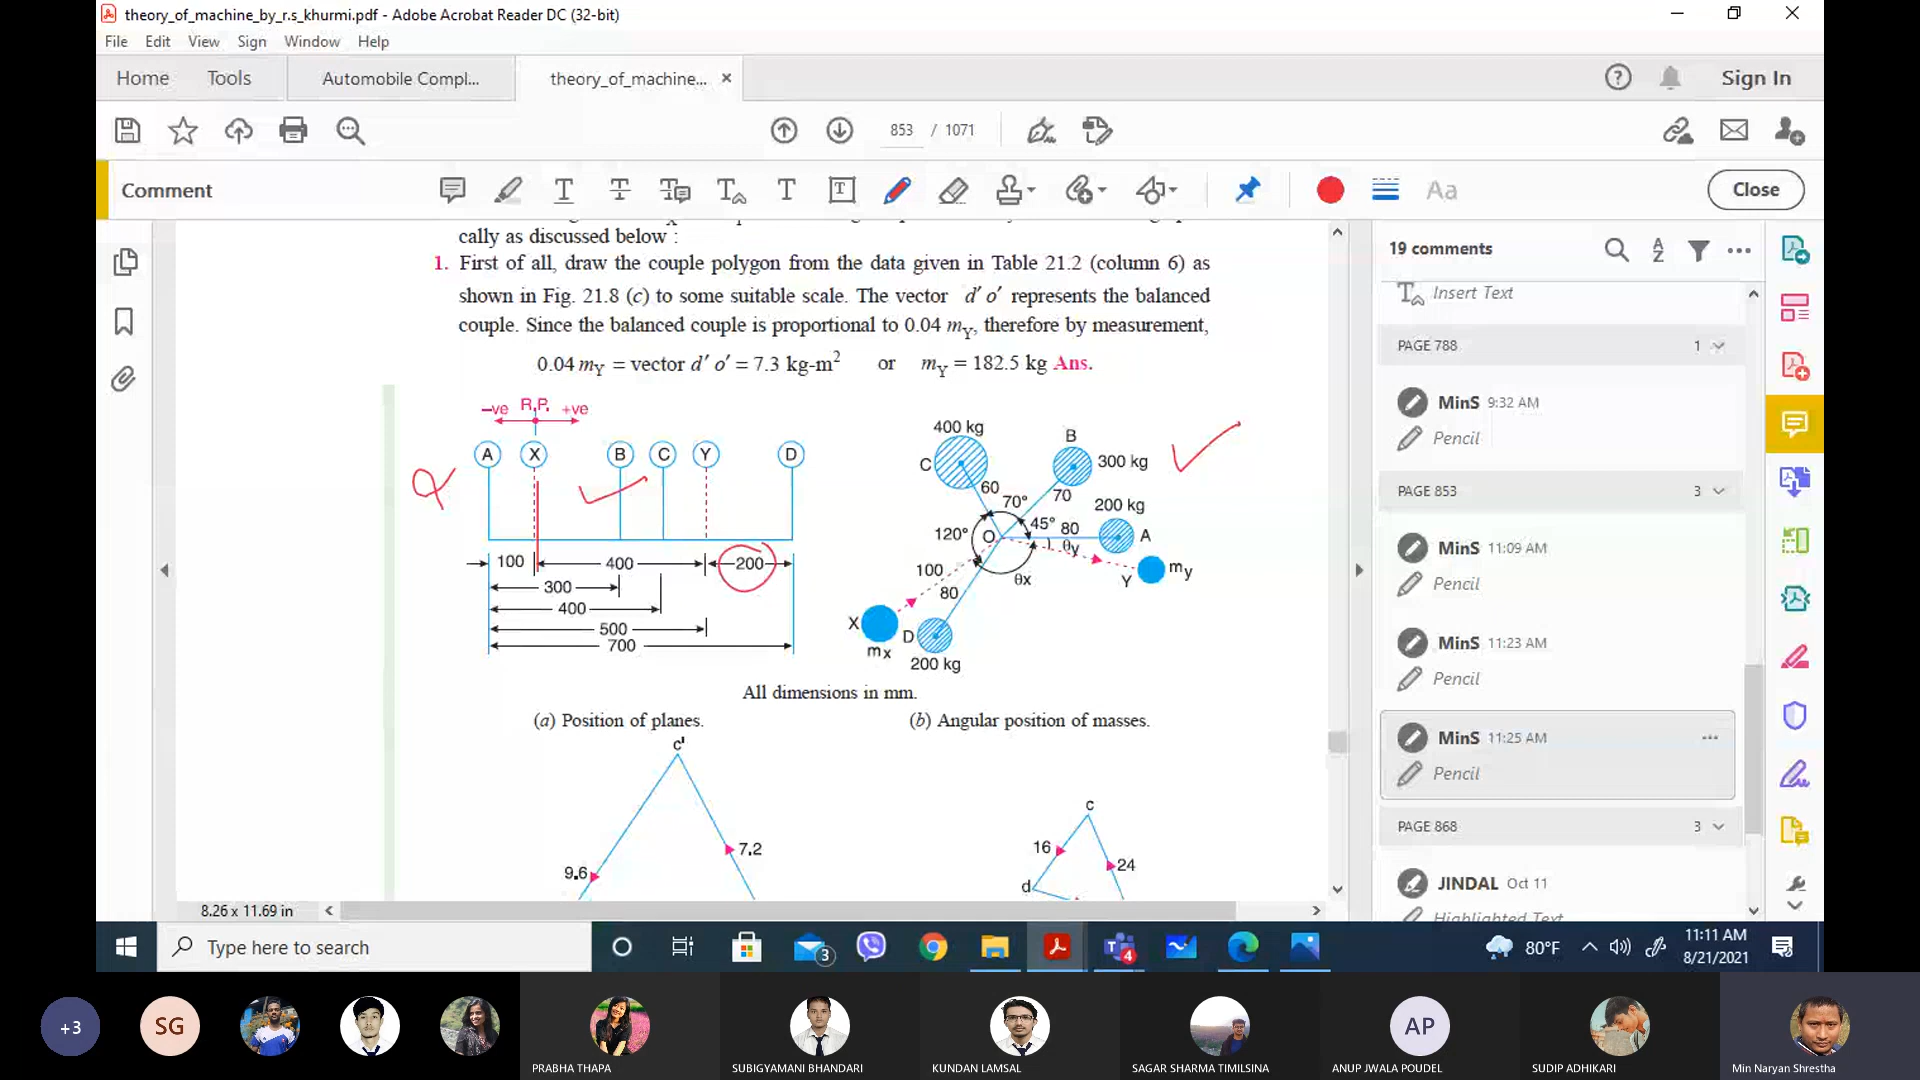 theory_of_machine_by_r.s_khurmi.pdf - Adobe Acrobat Reader DC (32-bit)
File Edit View Sign Window Help
Home Tools Automobile Compl... theory_of_machine... × Sign In
853 / 1071
Comment Aa Close
cally as discussed below :
1. First of all, draw the couple polygon from the data given in Table 21.2 (column 6) as
shown in Fig. 21.8 (c) to some suitable scale. The vector d′ o′ represents the balanced
couple. Since the balanced couple is proportional to 0.04 mY, therefore by measurement,
0.04 mY = vector d′ o′ = 7.3 kg-m² or mY = 182.5 kg Ans.
–ve R.P. +ve
A X B C Y D
100 400 200
300
400
500
700
400 kg
B
C 300 kg
60 70° 70
200 kg
120° O 45° 80 A
θy
100 θx Y my
80
X D
mx
200 kg
All dimensions in mm.
(a) Position of planes. (b) Angular position of masses.
c'
7.2
9.6
c
16
24
d
8.26 x 11.69 in
19 comments
Insert Text
PAGE 788 1
MinS 9:32 AM
Pencil
PAGE 853 3
MinS 11:09 AM
Pencil
MinS 11:23 AM
Pencil
MinS 11:25 AM
Pencil
PAGE 868 3
JINDAL Oct 11
Highlighted Text
Type here to search
3
4
80°F
11:11 AM
8/21/2021
+3 SG AP
PRABHA THAPA SUBIGYAMANI BHANDARI KUNDAN LAMSAL SAGAR SHARMA TIMILSINA ANUP JWALA POUDEL SUDIP ADHIKARI Min Naryan Shrestha